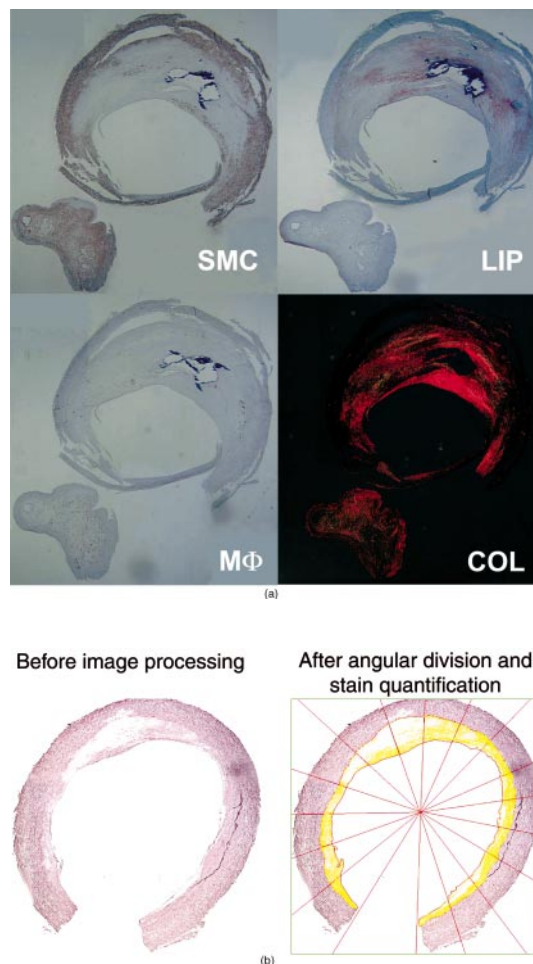 SMC
LIP
MΦ
COL
(a)
Before image processing
After angular division and
stain quantification
(b)